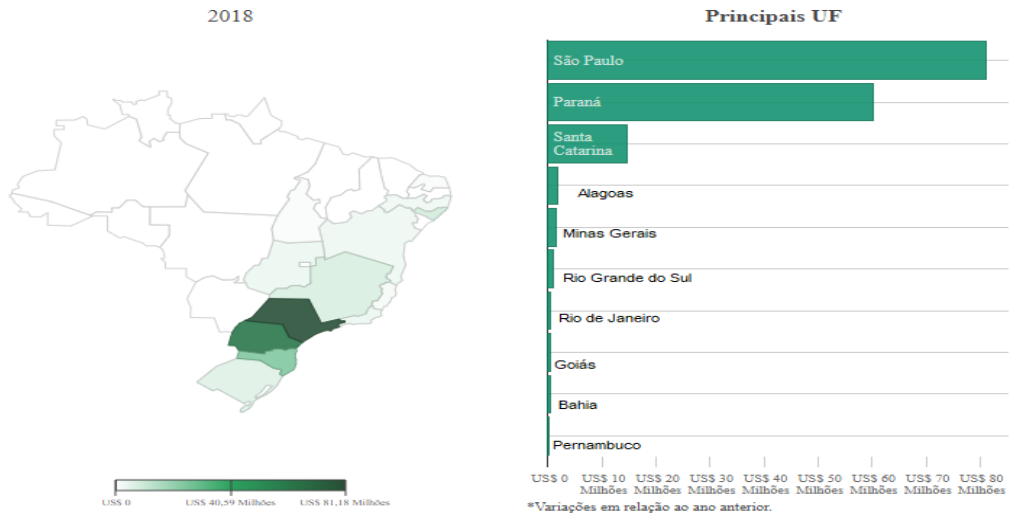 2018
US$ 0
US$ 40,59 Milhões
US$ 81,18 Milhões
Principais UF
São Paulo
Paraná
Santa
Catarina
Alagoas
Minas Gerais
Rio Grande do Sul
Rio de Janeiro
Goiás
Bahia
Pernambuco
US$ 0
US$ 10
Milhões
US$ 20
Milhões
US$ 30
Milhões
US$ 40
Milhões
US$ 50
Milhões
US$ 60
Milhões
US$ 70
Milhões
US$ 80
Milhões
*Variações em relação ao ano anterior.